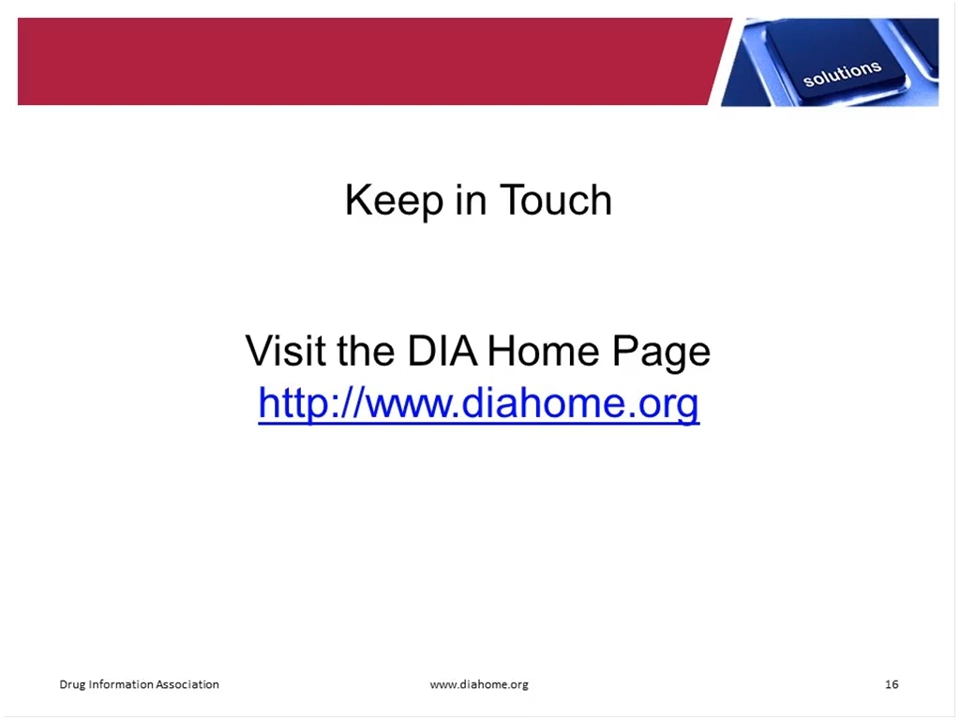 solutions
Keep in Touch
Visit the DIA Home Page
http://www.diahome.org
Drug Information Association
www.diahome.org
16